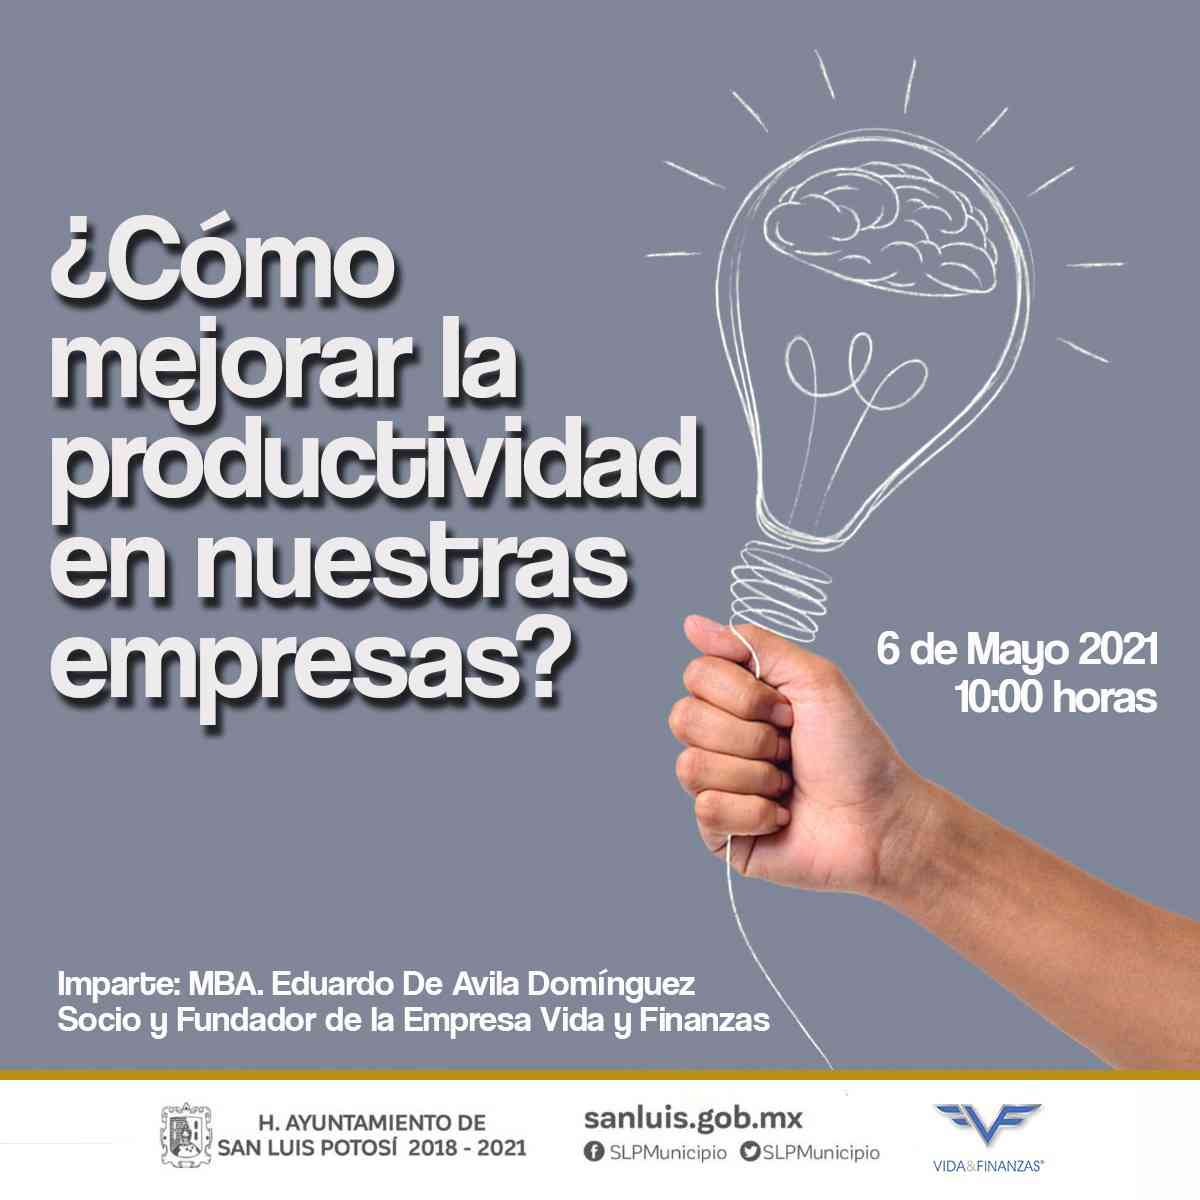 ¿Cómo
mejorar la
productividad
en nuestras
empresas?
6 de Mayo 2021
10:00 horas
Imparte: MBA. Eduardo De Avila Domínguez
Socio y Fundador de la Empresa Vida y Finanzas
H. AYUNTAMIENTO DE
SAN LUIS POTOSÍ 2018 - 2021
sanluis.gob.mx
SLPMunicipio SLPMunicipio
VIDA&FINANZAS®